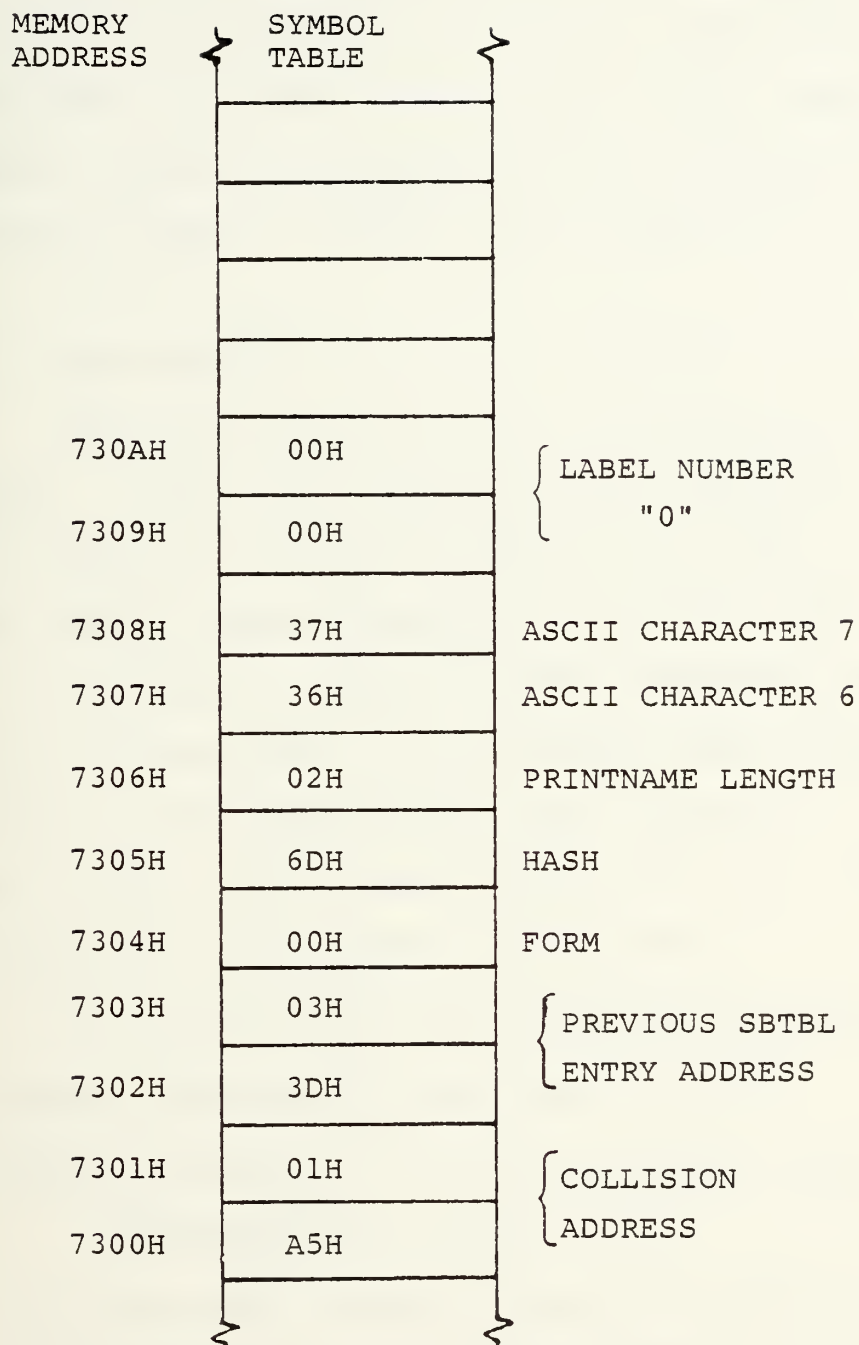 MEMORY ADDRESS SYMBOL TABLE
730AH 00H LABEL NUMBER
7309H 00H "0"
7308H 37H ASCII CHARACTER 7
7307H 36H ASCII CHARACTER 6
7306H 02H PRINTNAME LENGTH
7305H 6DH HASH
7304H 00H FORM
7303H 03H PREVIOUS SBTBL
7302H 3DH ENTRY ADDRESS
7301H 01H COLLISION
7300H A5H ADDRESS